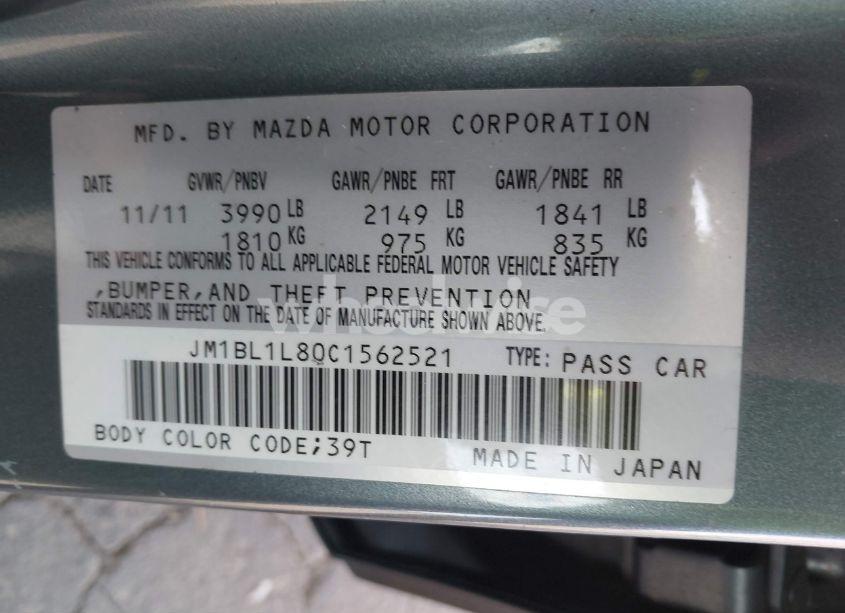 MFD. BY MAZDA MOTOR CORPORATION
DATE GVWR/PNBV GAWR/PNBE FRT GAWR/PNBE RR
11/11 3990 LB 2149 LB 1841 LB
1810 KG 975 KG 835 KG
THIS VEHICLE CONFORMS TO ALL APPLICABLE FEDERAL MOTOR VEHICLE SAFETY
,BUMPER,AND THEFT PREVENTION
STANDARDS IN EFFECT ON THE DATE OF MANUFACTURE SHOWN ABOVE.
wheelwise
JM1BL1L80C1562521 TYPE: PASS CAR
BODY COLOR CODE;39T
MADE IN JAPAN